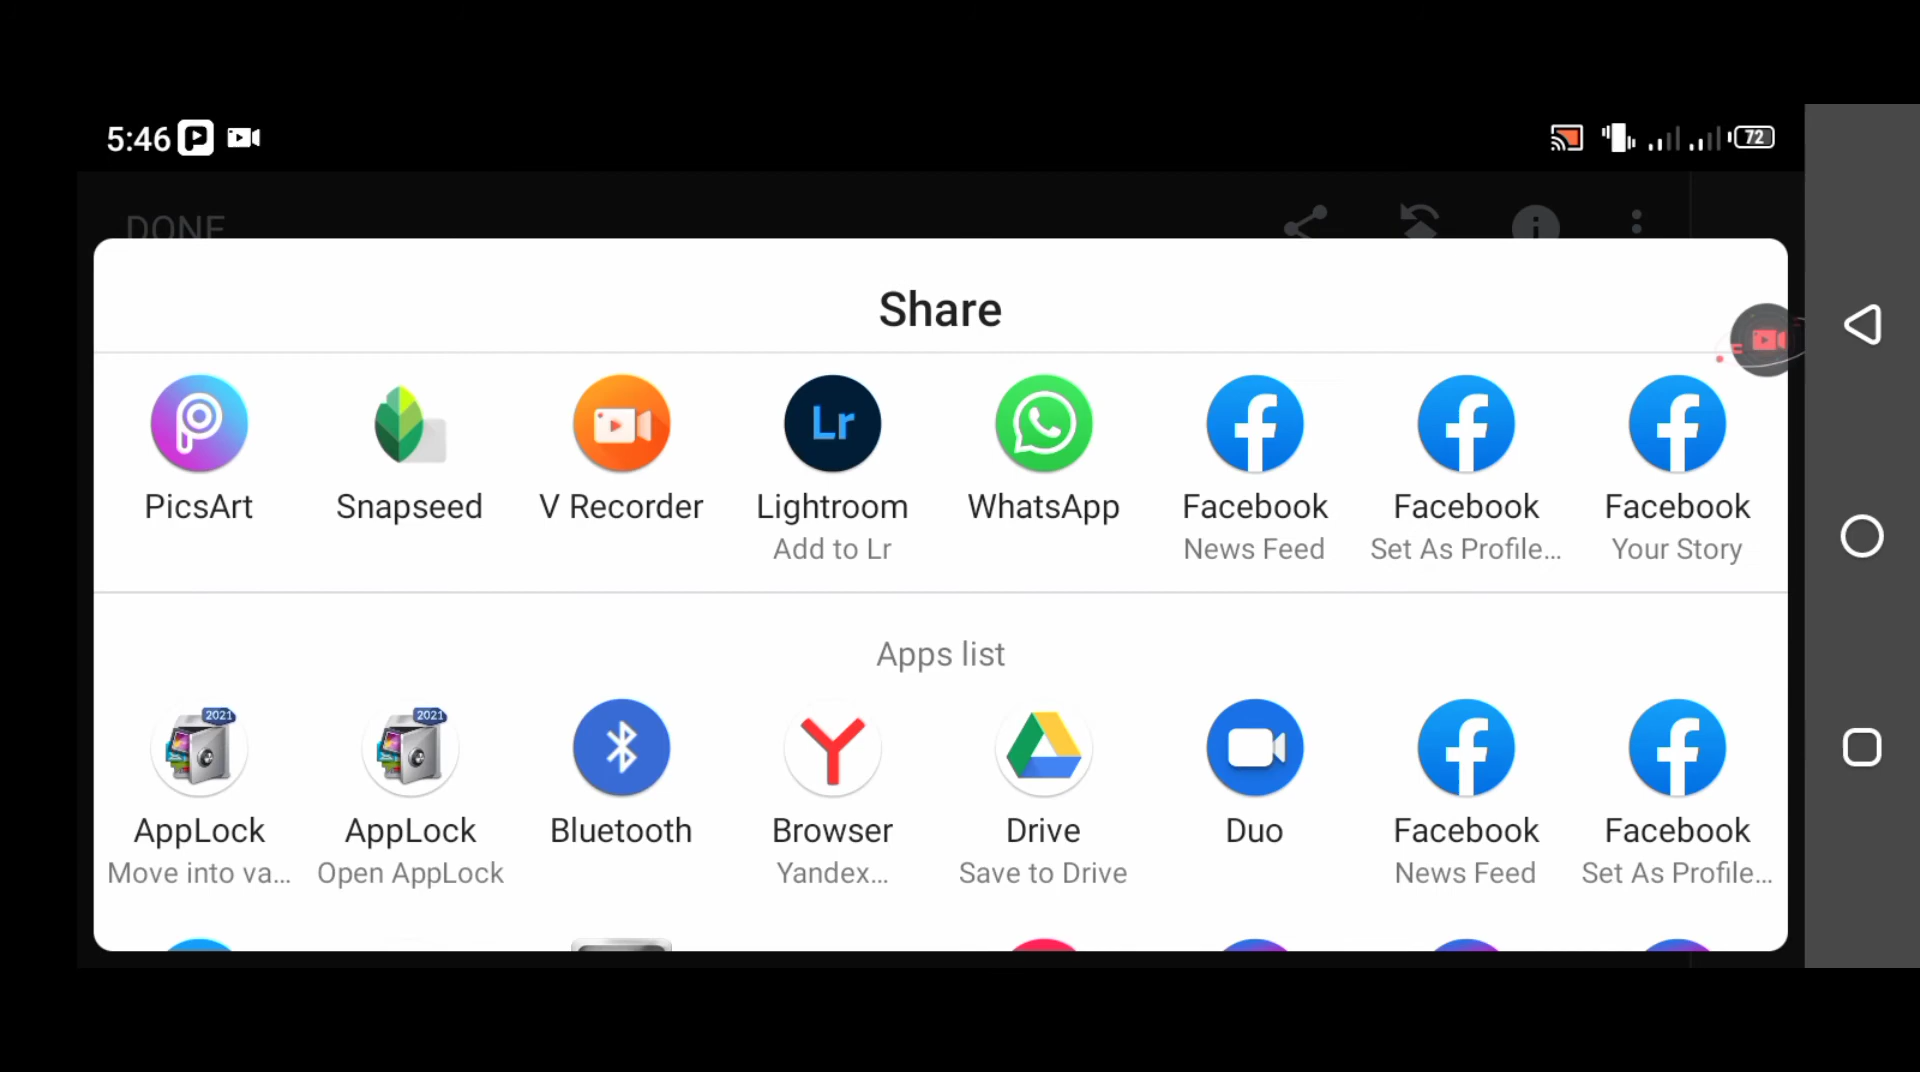 5:46
72
DONE
Share
PicsArt Snapseed V Recorder Lightroom WhatsApp Facebook Facebook Facebook
Add to Lr News Feed Set As Profile... Your Story
Apps list
2021 2021
AppLock AppLock Bluetooth Browser Drive Duo Facebook Facebook
Move into va... Open AppLock Yandex... Save to Drive News Feed Set As Profile...